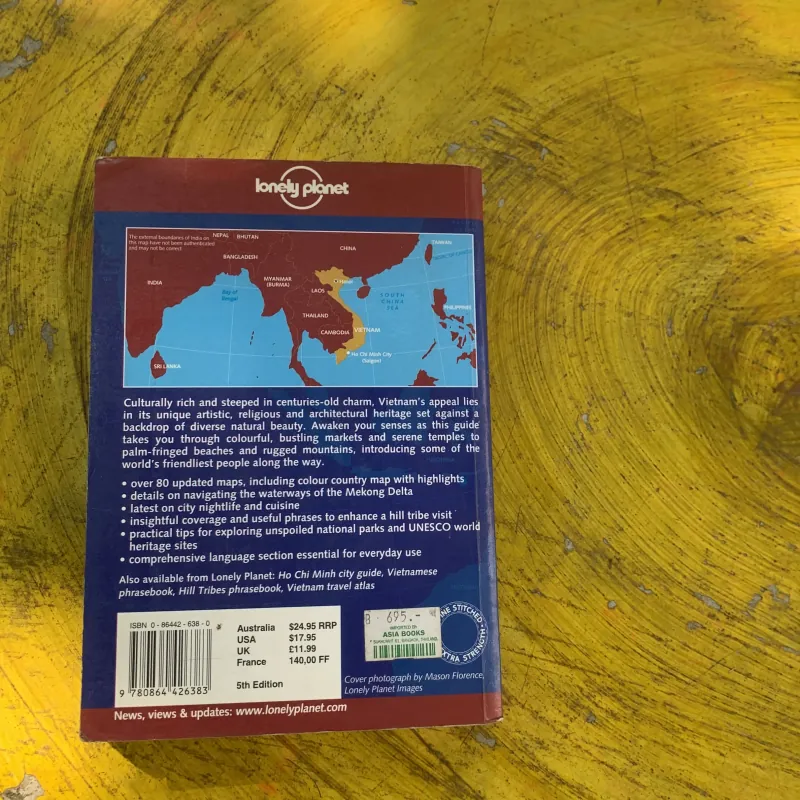 lonely planet
The external boundaries of India on
this map have not been authenticated
and may not be correct
NEPAL
BHUTAN
CHINA
TAIWAN
BANGLADESH
INDIA
MYANMAR
(BURMA)
Hanoi
LAOS
Bay of
Bengal
SOUTH
CHINA
SEA
THAILAND
PHILIPPINE
CAMBODIA
VIETNAM
Ho Chi Minh City
(Saigon)
SRI LANKA
Culturally rich and steeped in centuries-old charm, Vietnam's appeal lies
in its unique artistic, religious and architectural heritage set against a
backdrop of diverse natural beauty. Awaken your senses as this guide
takes you through colourful, bustling markets and serene temples to
palm-fringed beaches and rugged mountains, introducing some of the
world's friendliest people along the way.
• over 80 updated maps, including colour country map with highlights
• details on navigating the waterways of the Mekong Delta
• latest on city nightlife and cuisine
• insightful coverage and useful phrases to enhance a hill tribe visit
• practical tips for exploring unspoiled national parks and UNESCO world
heritage sites
• comprehensive language section essential for everyday use
Also available from Lonely Planet: Ho Chi Minh city guide, Vietnamese
phrasebook, Hill Tribes phrasebook, Vietnam travel atlas
ISBN 0 - 86442 - 638 - 0
9 780864 426383
Australia $24.95 RRP
USA $17.95
UK £11.99
France 140,00 FF
5th Edition
B 695.-
IMPORTED BY
ASIA BOOKS
NE STITCHED
EXTRA STRENGTH
Cover photograph by Mason Florence,
Lonely Planet Images
News, views & updates: www.lonelyplanet.com